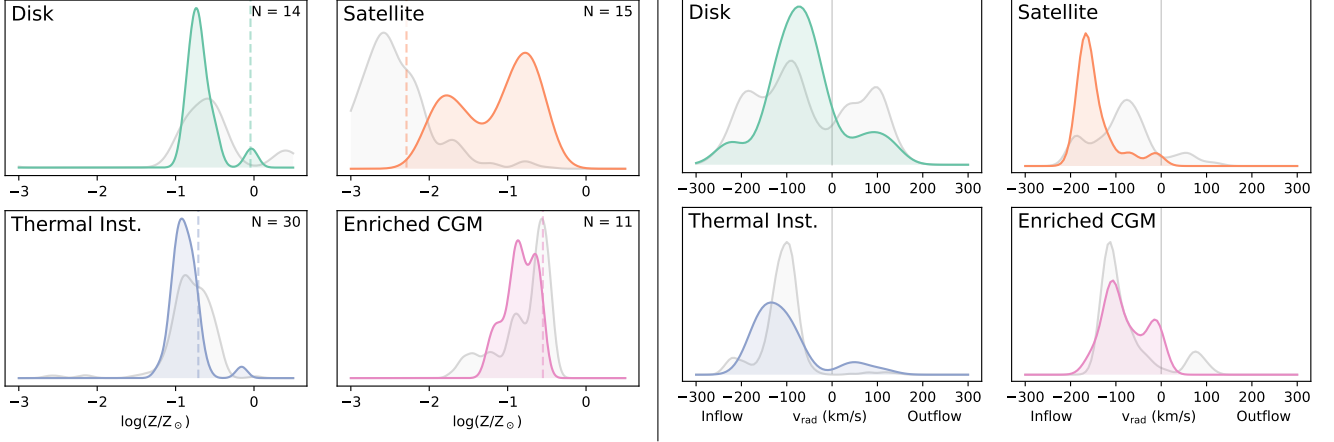 Disk
N = 14
−3 −2 −1 0
Satellite
N = 15
−3 −2 −1 0
Disk
−300 −200 −100 0 100 200 300
Satellite
−300 −200 −100 0 100 200 300
Thermal Inst.
N = 30
−3 −2 −1 0
log(Z/Z⊙)
Enriched CGM
N = 11
−3 −2 −1 0
log(Z/Z⊙)
Thermal Inst.
−300 −200 −100 0 100 200 300
Inflow v_rad (km/s) Outflow
Enriched CGM
−300 −200 −100 0 100 200 300
Inflow v_rad (km/s) Outflow